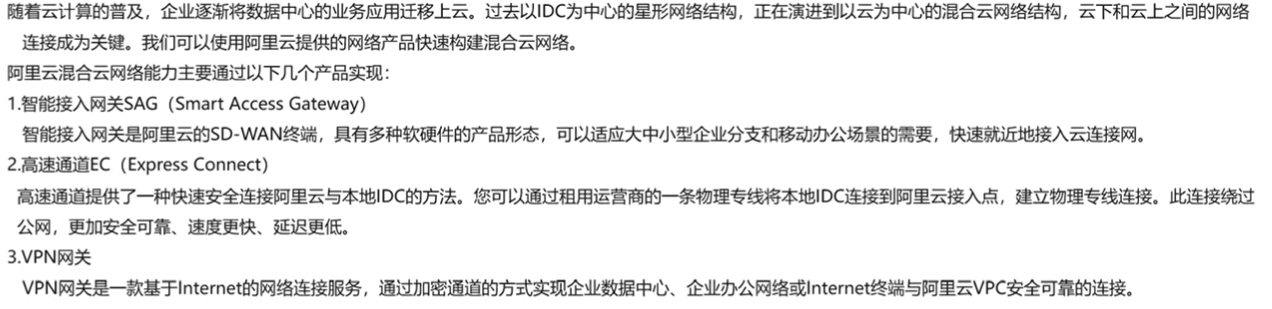 随着云计算的普及，企业逐渐将数据中心的业务应用迁移上云。过去以IDC为中心的星形网络结构，正在演进到以云为中心的混合云网络结构，云下和云上之间的网络
连接成为关键。我们可以使用阿里云提供的网络产品快速构建混合云网络。
阿里云混合云网络能力主要通过以下几个产品实现：
1.智能接入网关SAG（Smart Access Gateway）
智能接入网关是阿里云的SD-WAN终端，具有多种软硬件的产品形态，可以适应大中小型企业分支和移动办公场景的需要，快速就近地接入云连接网。
2.高速通道EC（Express Connect）
高速通道提供了一种快速安全连接阿里云与本地IDC的方法。您可以通过租用运营商的一条物理专线将本地IDC连接到阿里云接入点，建立物理专线连接。此连接绕过
公网，更加安全可靠、速度更快、延迟更低。
3.VPN网关
VPN网关是一款基于Internet的网络连接服务，通过加密通道的方式实现企业数据中心、企业办公网络或Internet终端与阿里云VPC安全可靠的连接。